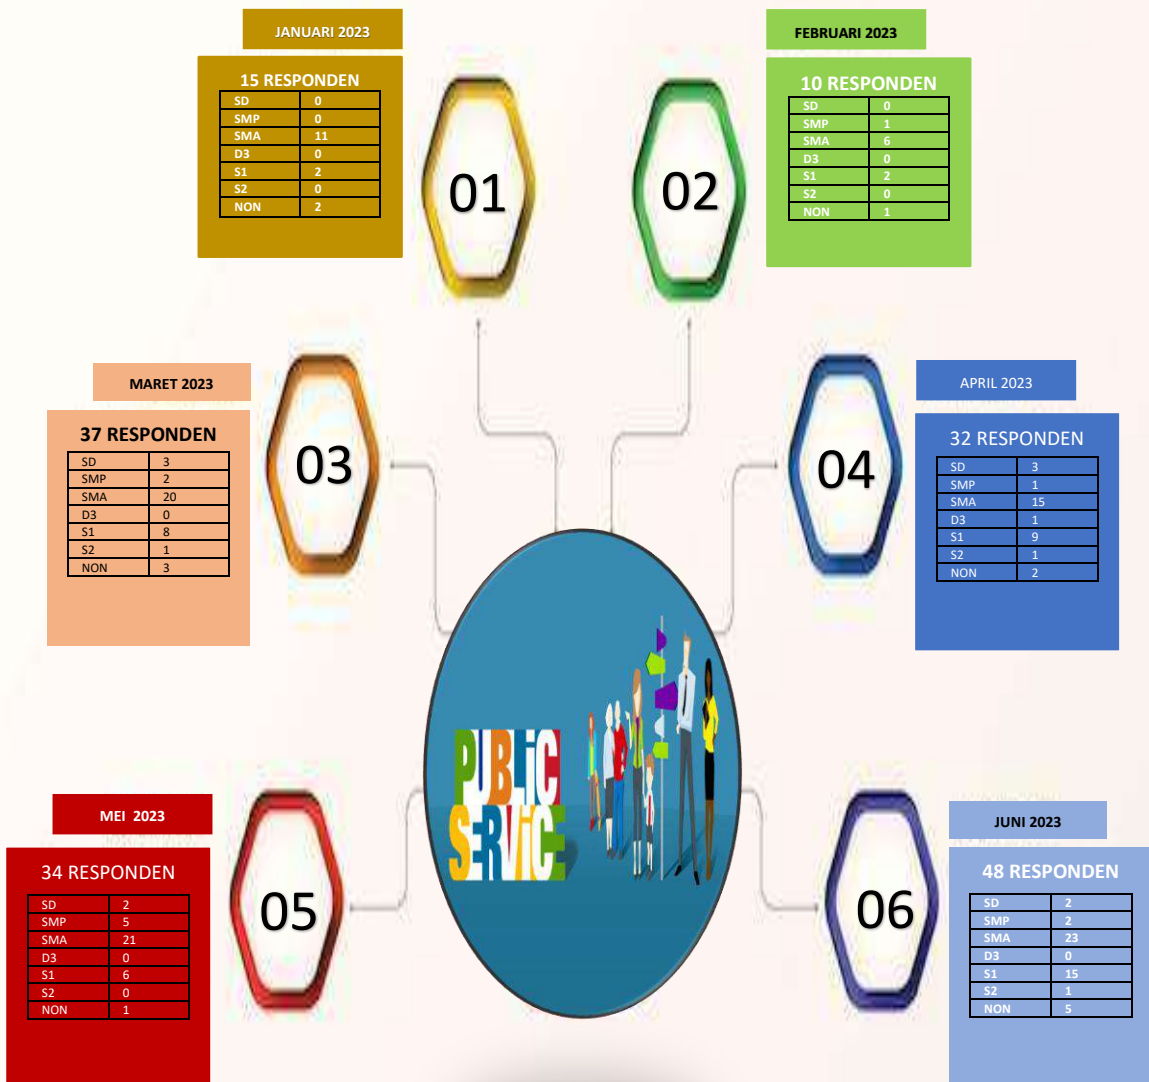 JANUARI 2023
15 RESPONDEN
SD 0
SMP 0
SMA 11
D3 0
S1 2
S2 0
NON 2
01
FEBRUARI 2023
10 RESPONDEN
SD 0
SMP 1
SMA 6
D3 0
S1 2
S2 0
NON 1
02
MARET 2023
37 RESPONDEN
SD 3
SMP 2
SMA 20
D3 0
S1 8
S2 1
NON 3
03
APRIL 2023
32 RESPONDEN
SD 3
SMP 1
SMA 15
D3 1
S1 9
S2 1
NON 2
04
PUBLiC
SERViCE
MEI 2023
34 RESPONDEN
SD 2
SMP 5
SMA 21
D3 0
S1 6
S2 0
NON 1
05
JUNI 2023
48 RESPONDEN
SD 2
SMP 2
SMA 23
D3 0
S1 15
S2 1
NON 5
06